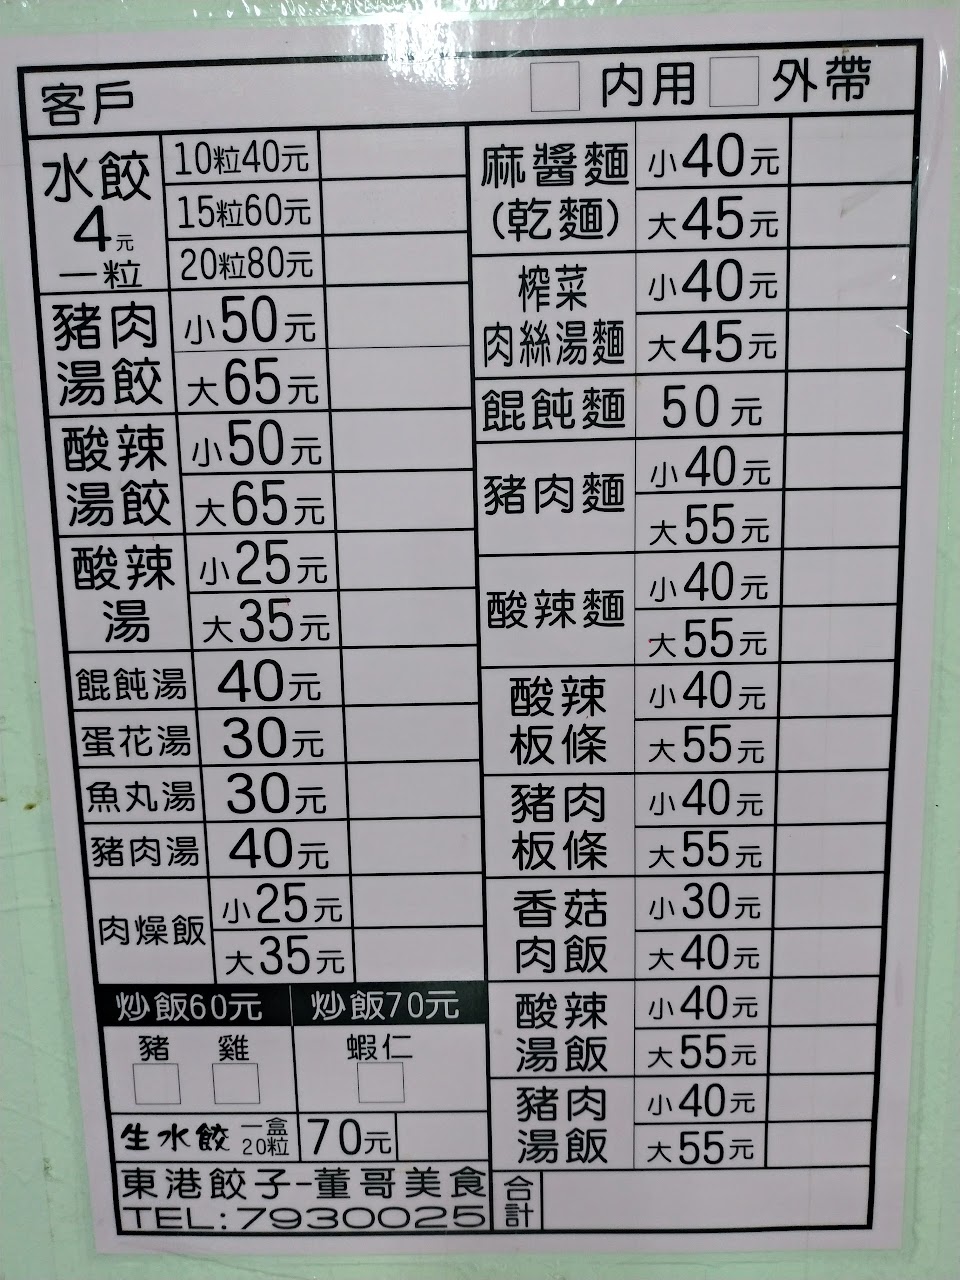 客戶 □ 內用 □ 外帶
水餃
4元
一粒
10粒40元
15粒60元
20粒80元
豬肉
湯餃
小50元
大65元
酸辣
湯餃
小50元
大65元
酸辣
湯
小25元
大35元
餛飩湯 40元
蛋花湯 30元
魚丸湯 30元
豬肉湯 40元
肉燥飯
小25元
大35元
炒飯60元 炒飯70元
豬 雞 蝦仁
生水餃 一盒 20粒 70元
東港餃子-董哥美食
TEL:7930025
麻醬麵
(乾麵)
小40元
大45元
榨菜
肉絲湯麵
小40元
大45元
餛飩麵 50元
豬肉麵
小40元
大55元
酸辣麵
小40元
大55元
酸辣
板條
小40元
大55元
豬肉
板條
小40元
大55元
香菇
肉飯
小30元
大40元
酸辣
湯飯
小40元
大55元
豬肉
湯飯
小40元
大55元
合計